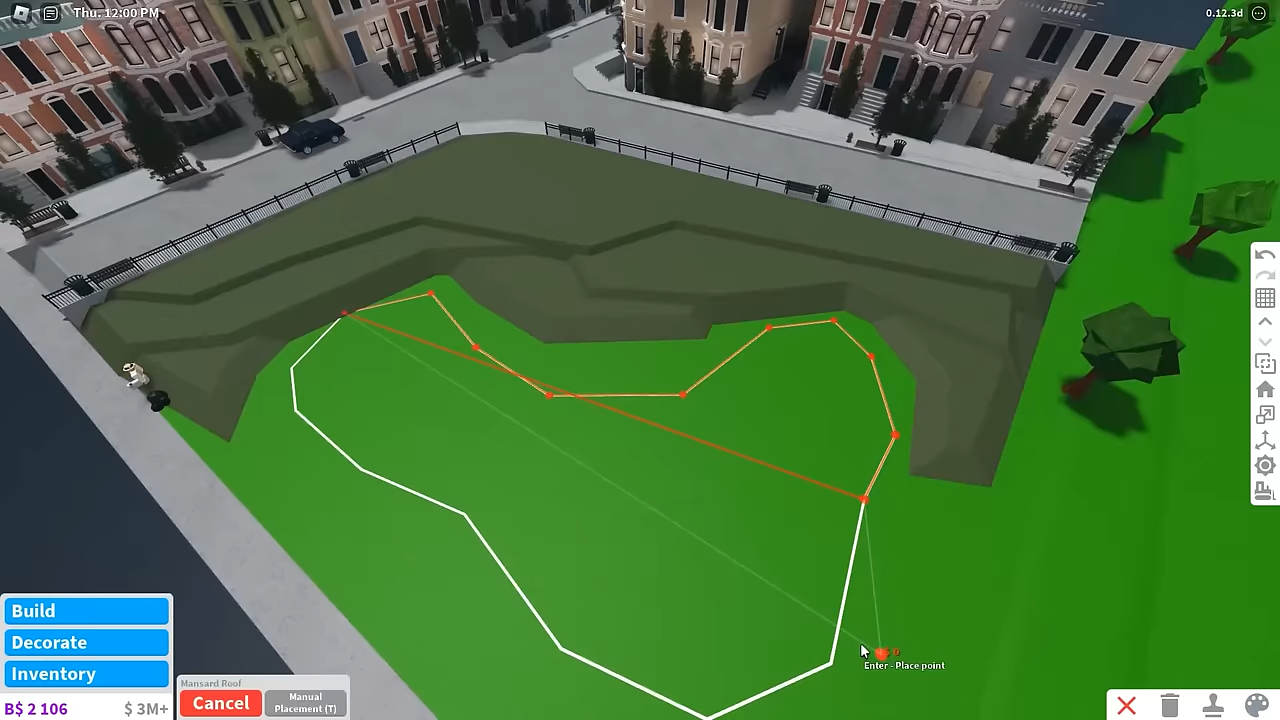 Thu. 12:00 PM
0.12.3d
Enter - Place point
Build
Decorate
Inventory
B$ 2 106
$ 3M+
Mansard Roof
Cancel
Manual
Placement (T)